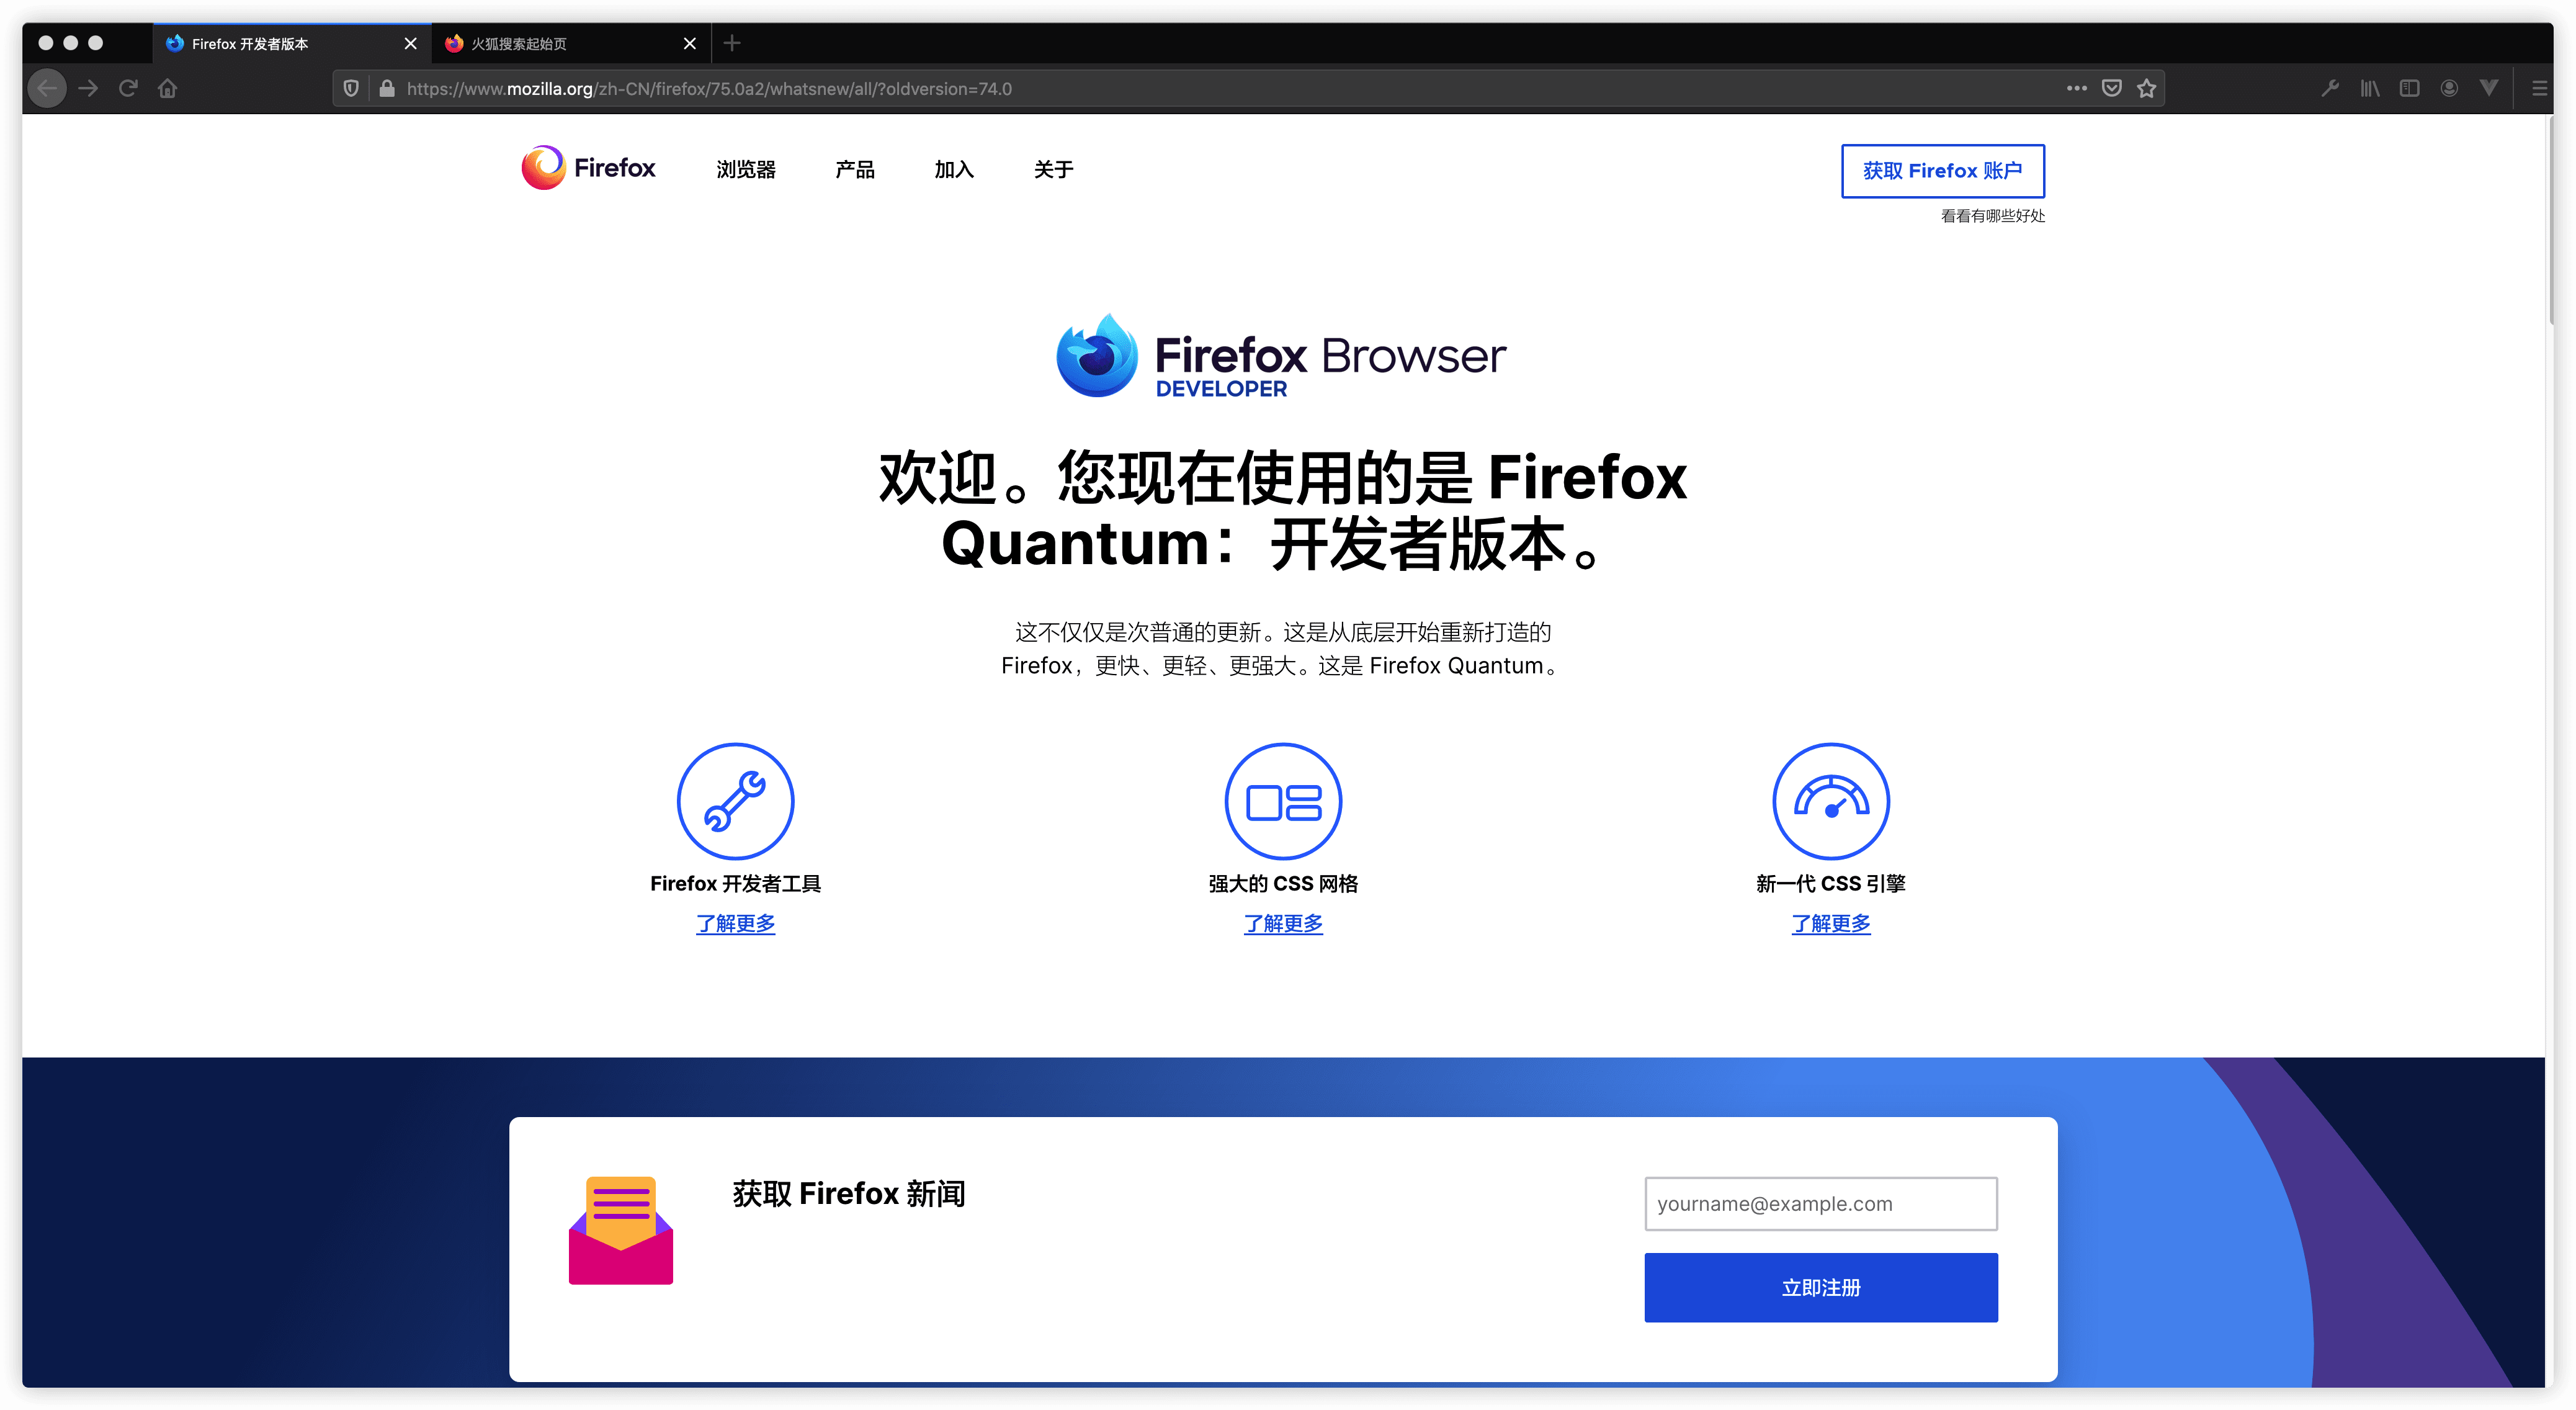 Firefox 开发者版本
火狐搜索起始页
https://www.mozilla.org/zh-CN/firefox/75.0a2/whatsnew/all/?oldversion=74.0
Firefox 浏览器 产品 加入 关于
获取 Firefox 账户
看看有哪些好处
Firefox Browser
DEVELOPER
欢迎。您现在使用的是 Firefox
Quantum：开发者版本。
这不仅仅是次普通的更新。这是从底层开始重新打造的
Firefox，更快、更轻、更强大。这是 Firefox Quantum。
Firefox 开发者工具
了解更多
强大的 CSS 网格
了解更多
新一代 CSS 引擎
了解更多
获取 Firefox 新闻
yourname@example.com
立即注册